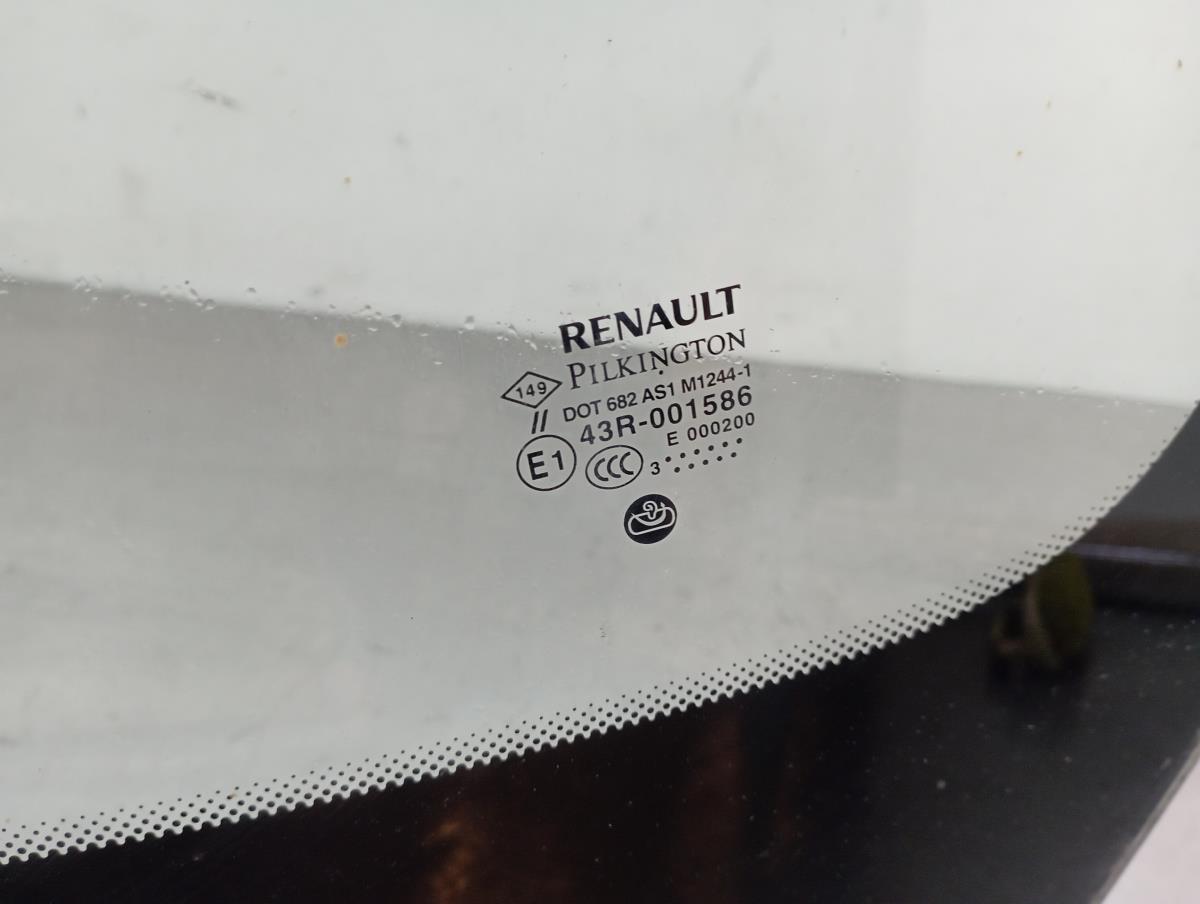 RENAULT
PILKINGTON
149
DOT 682 AS1 M1244-1
//
43R-001586
E 000200
E1
CCC
3